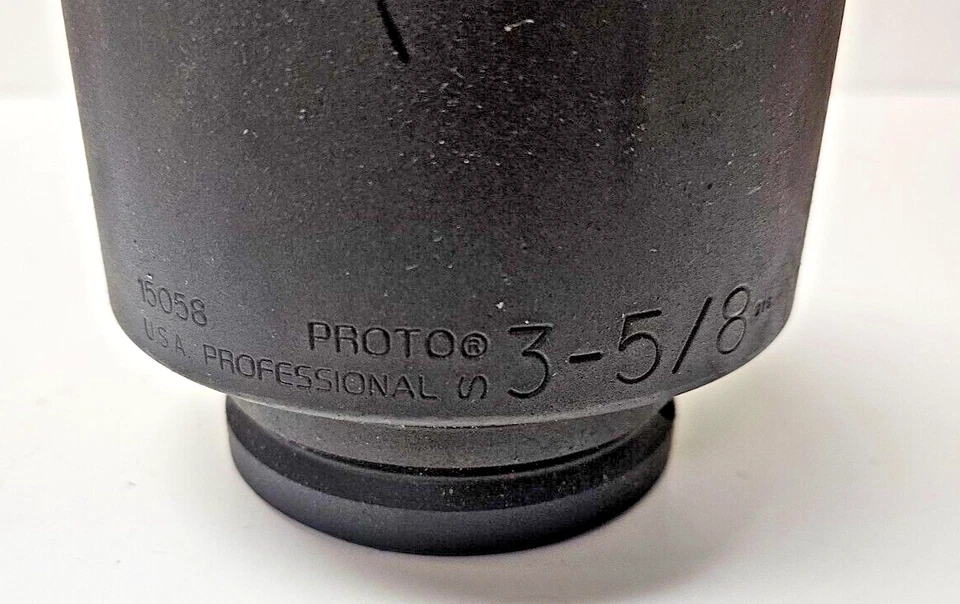 15058
U.S.A. PROFESSIONAL S
PROTO®
3-5/8